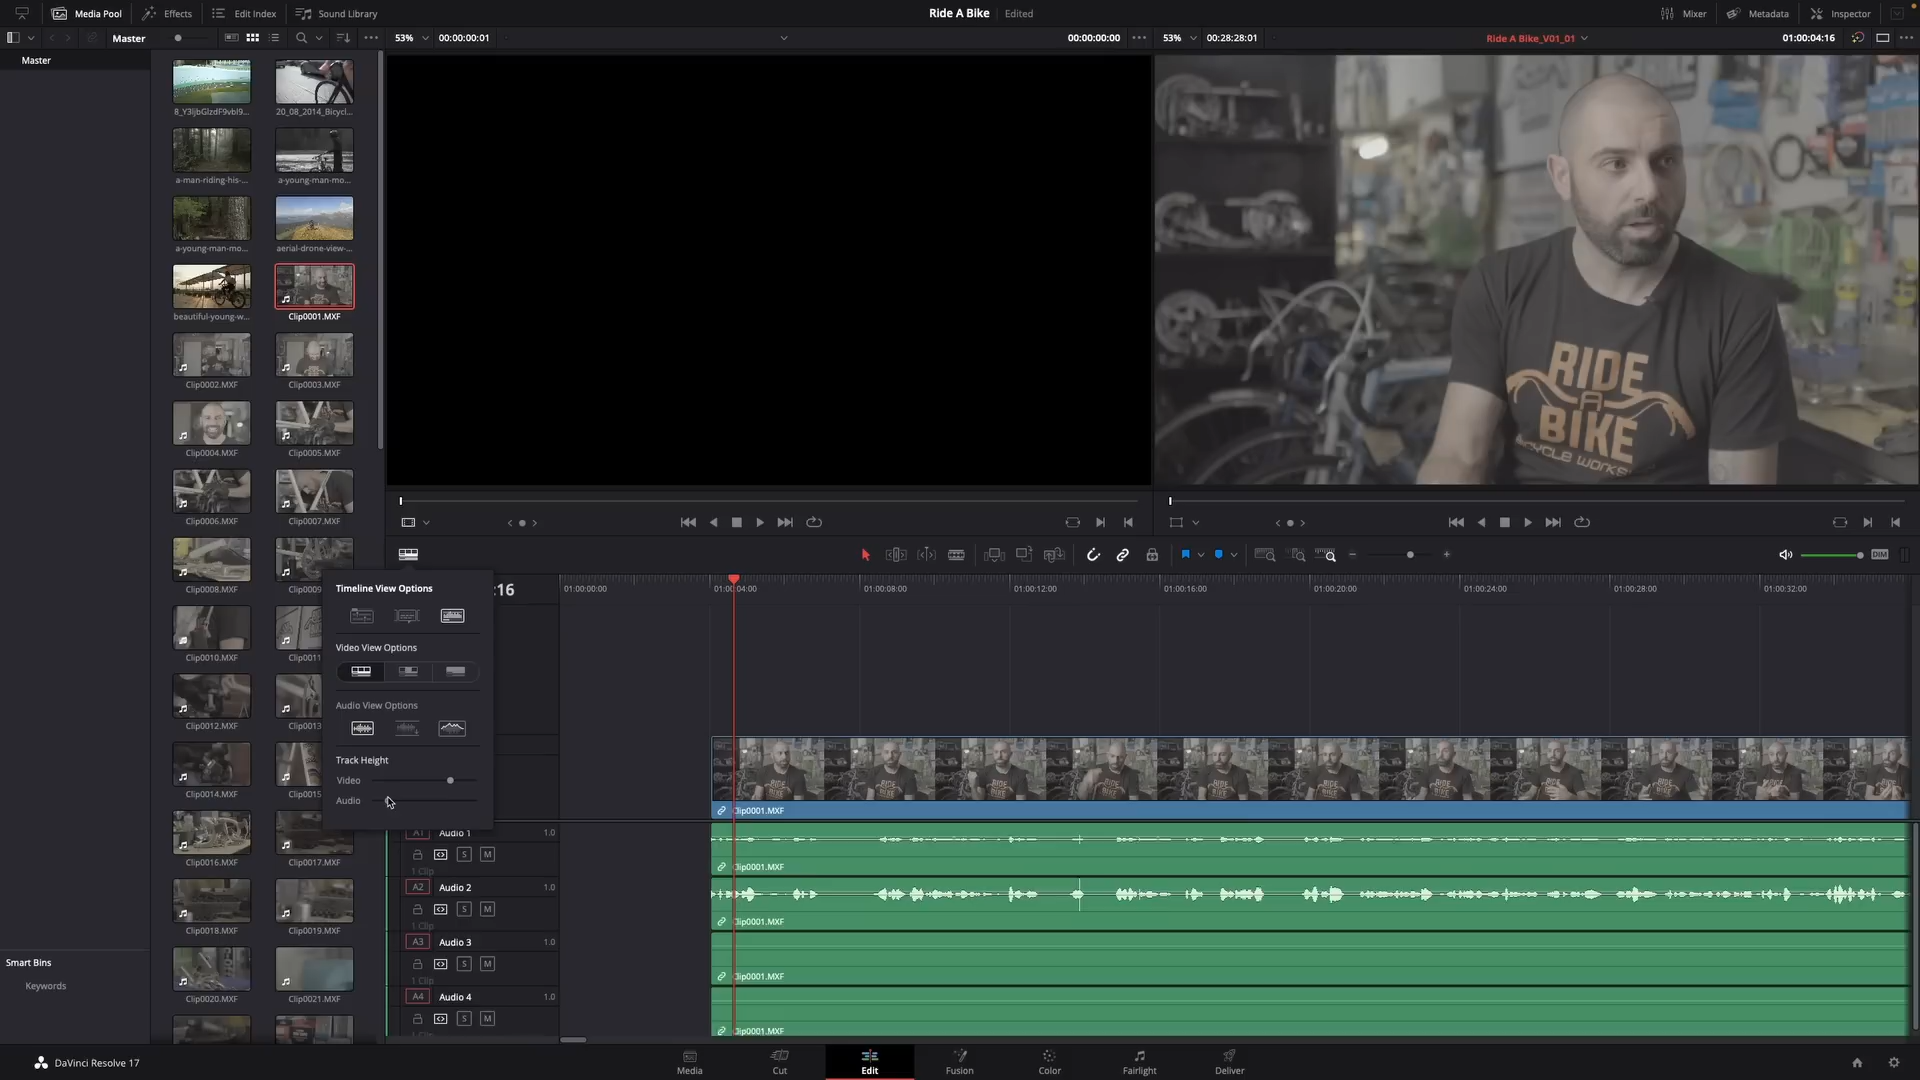 Media Pool
Effects
Edit Index
Sound Library
Ride A Bike
Edited
Mixer
Metadata
Inspector
Master
53%
00:00:00:01
00:00:00:00
53%
00:28:28:01
Ride A Bike_V01_01
01:00:04:16
Master
8_Y3IjbGlzdF9vbI9...
20_08_2014_Bicycl...
a-man-riding-his-...
a-young-man-mo...
a-young-man-mo...
aerial-drone-view-...
beautiful-young-w...
Clip0001.MXF
Clip0002.MXF
Clip0003.MXF
Clip0004.MXF
Clip0005.MXF
Clip0006.MXF
Clip0007.MXF
Clip0008.MXF
Clip0009
Clip0010.MXF
Clip0011
Clip0012.MXF
Clip0013
Clip0014.MXF
Clip0015
Clip0016.MXF
Clip0017.MXF
Clip0018.MXF
Clip0019.MXF
Clip0020.MXF
Clip0021.MXF
Smart Bins
Keywords
RIDE
A
BIKE
BICYCLE WORKS
DIM
Timeline View Options
:16
Video View Options
Audio View Options
Track Height
Video
Audio
01:00:00:00
01:00:04:00
01:00:08:00
01:00:12:00
01:00:16:00
01:00:20:00
01:00:24:00
01:00:28:00
01:00:32:00
Clip0001.MXF
A1 Audio 1 1.0
S M
1 Clip
Clip0001.MXF
A2 Audio 2 1.0
S M
1 Clip
Clip0001.MXF
A3 Audio 3 1.0
S M
1 Clip
Clip0001.MXF
A4 Audio 4 1.0
S M
Clip0001.MXF
DaVinci Resolve 17
Media
Cut
Edit
Fusion
Color
Fairlight
Deliver